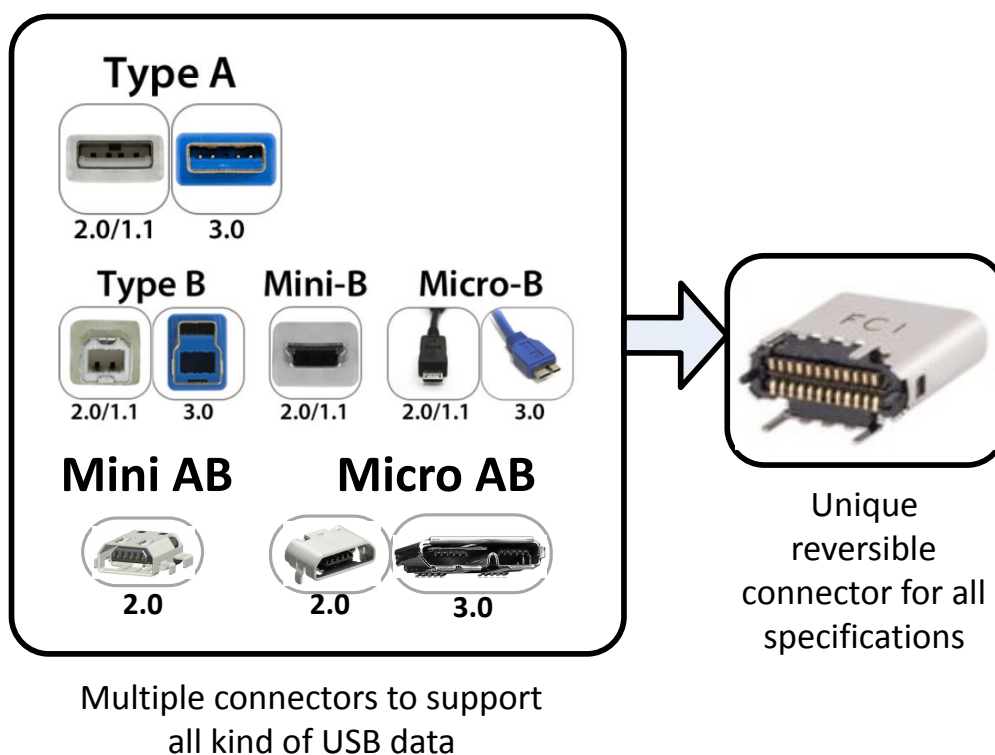 Type A
2.0/1.1 3.0
Type B Mini-B Micro-B
2.0/1.1 3.0 2.0/1.1 2.0/1.1 3.0
Mini AB Micro AB
2.0 2.0 3.0
FCI
Unique
reversible
connector for all
specifications
Multiple connectors to support
all kind of USB data